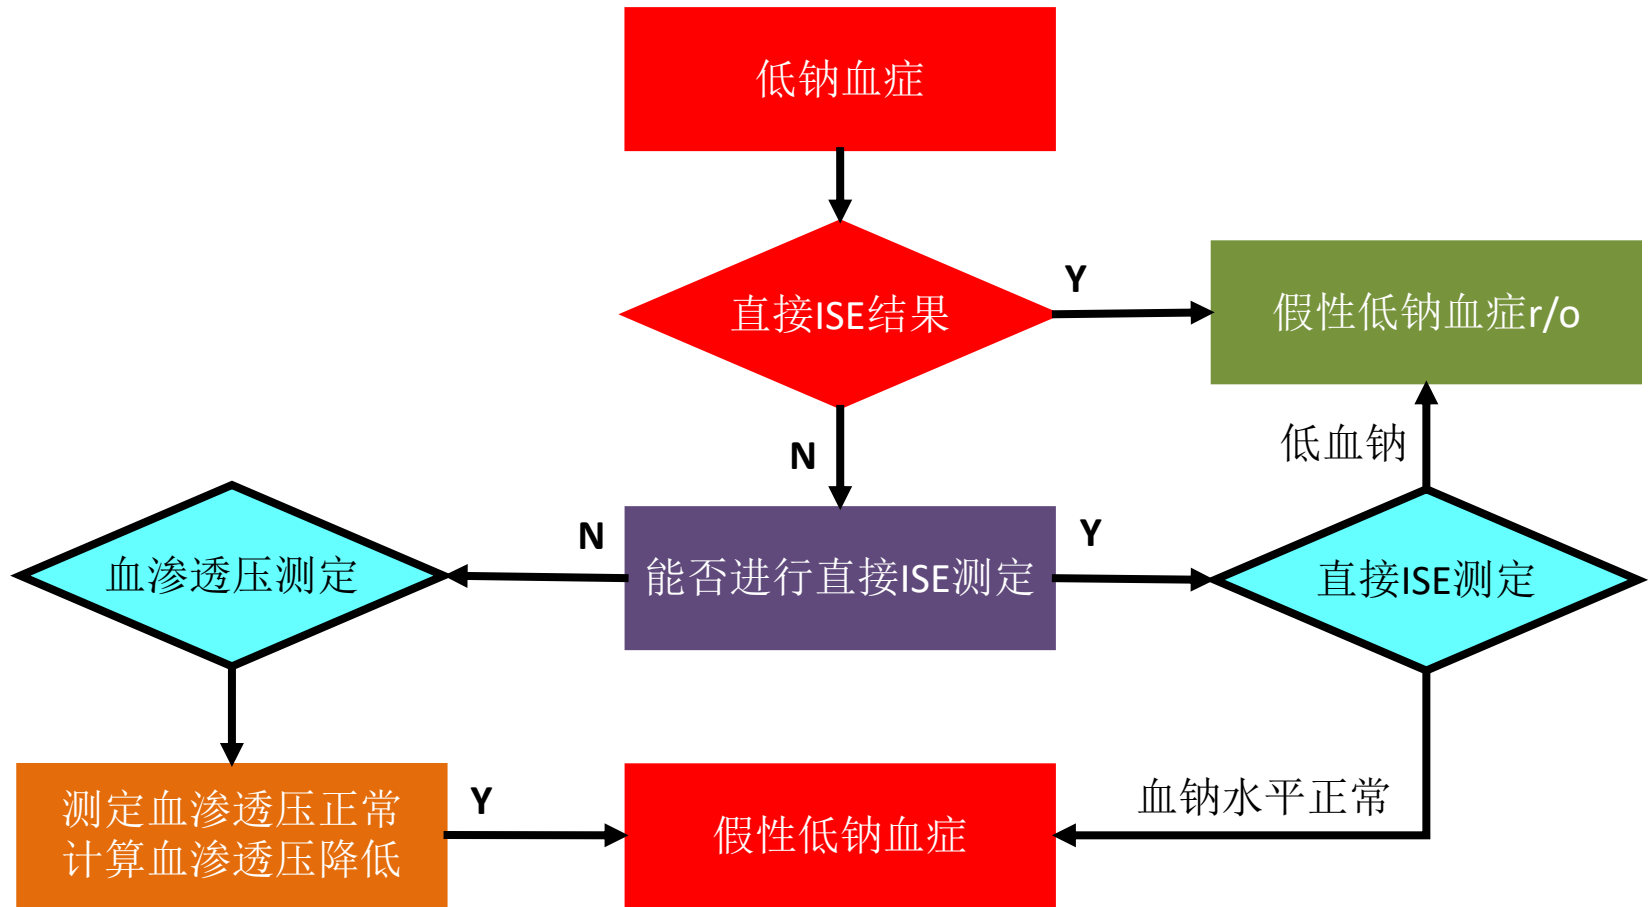 低钠血症
直接ISE结果
Y
假性低钠血症r/o
N
低血钠
血渗透压测定
N
能否进行直接ISE测定
Y
直接ISE测定
测定血渗透压正常
计算血渗透压降低
Y
假性低钠血症
血钠水平正常